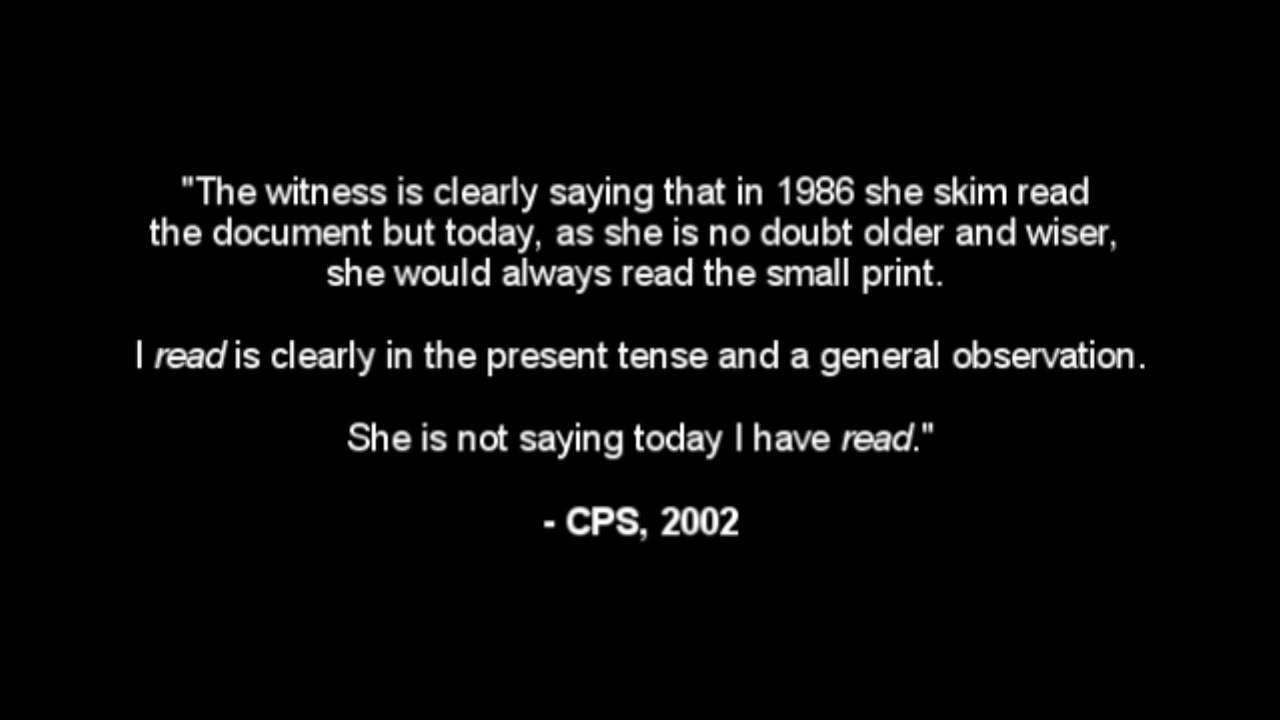 "The witness is clearly saying that in 1986 she skim read
the document but today, as she is no doubt older and wiser,
she would always read the small print.
I read is clearly in the present tense and a general observation.
She is not saying today I have read."
- CPS, 2002